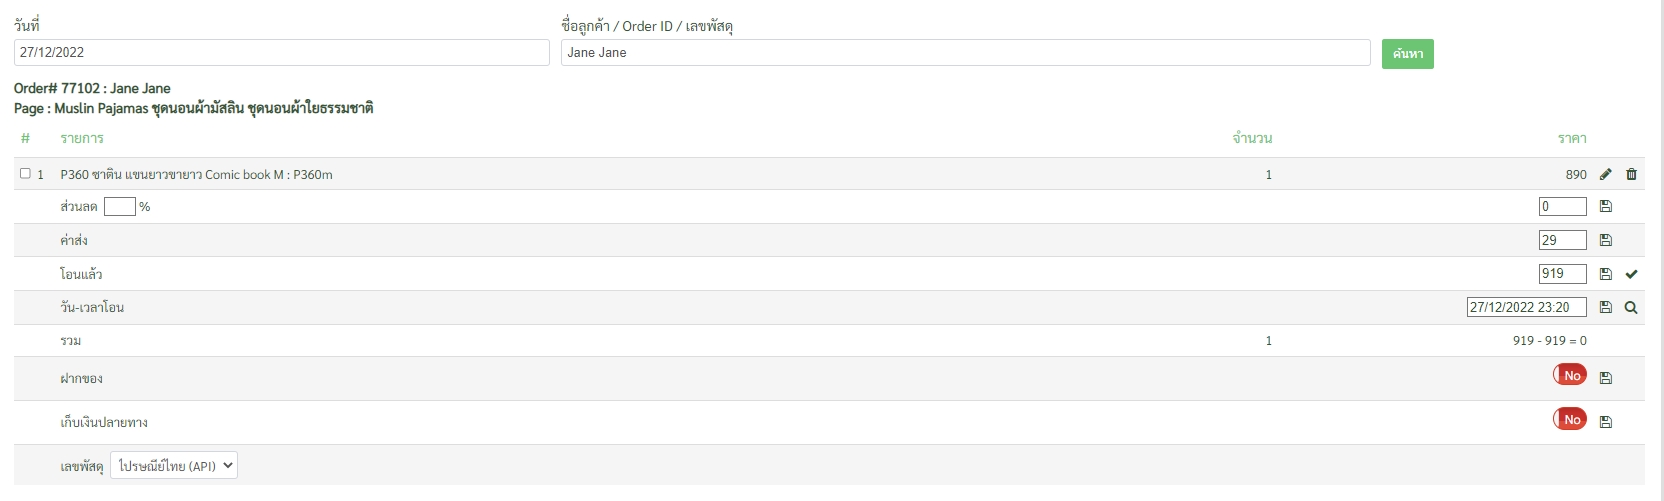 วันที่ ชื่อลูกค้า / Order ID / เลขพัสดุ
27/12/2022 Jane Jane ค้นหา
Order# 77102 : Jane Jane
Page : Muslin Pajamas ชุดนอนผ้ามัสลิน ชุดนอนผ้าใยธรรมชาติ
# รายการ จำนวน ราคา
1 P360 ซาติน แขนยาวขายาว Comic book M : P360m 1 890
ส่วนลด % 0
ค่าส่ง 29
โอนแล้ว 919
วัน-เวลาโอน 27/12/2022 23:20
รวม 1 919 - 919 = 0
ฝากของ No
เก็บเงินปลายทาง No
เลขพัสดุ ไปรษณีย์ไทย (API)